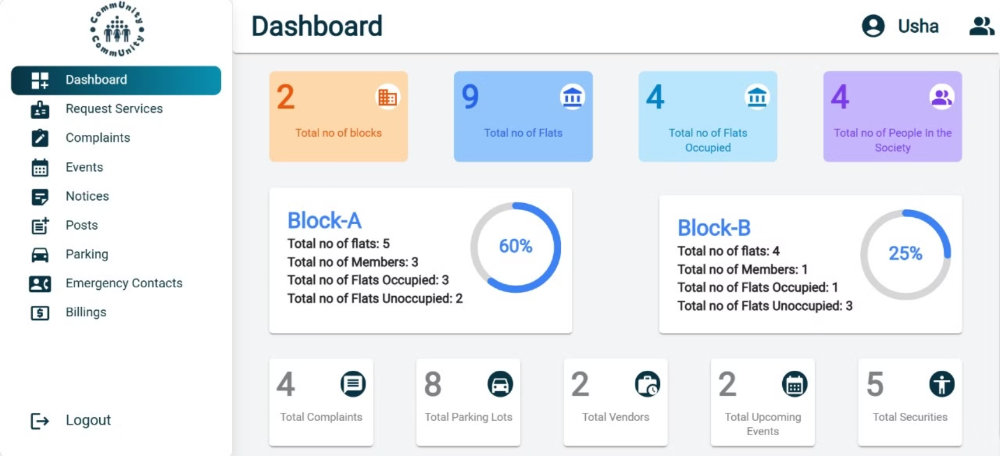 CommUnity
CommUnity
Dashboard
Request Services
Complaints
Events
Notices
Posts
Parking
Emergency Contacts
Billings
Logout
Dashboard
Usha
2
Total no of blocks
9
Total no of Flats
4
Total no of Flats
Occupied
4
Total no of People In the
Society
Block-A
Total no of flats: 5
Total no of Members: 3
Total no of Flats Occupied: 3
Total no of Flats Unoccupied: 2
60%
Block-B
Total no of flats: 4
Total no of Members: 1
Total no of Flats Occupied: 1
Total no of Flats Unoccupied: 3
25%
4
Total Complaints
8
Total Parking Lots
2
Total Vendors
2
Total Upcoming
Events
5
Total Securities